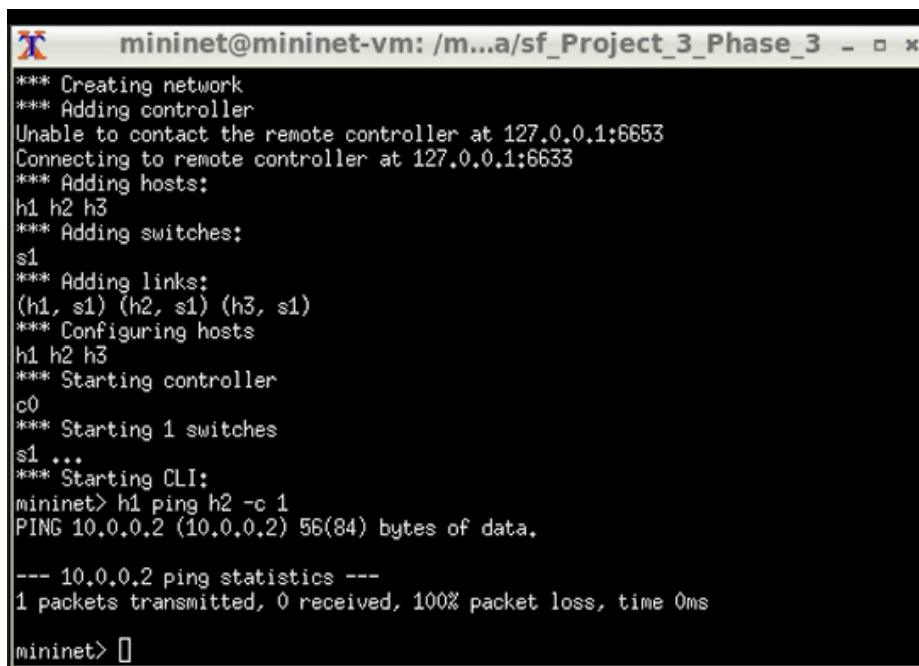 mininet@mininet-vm: /m...a/sf_Project_3_Phase_3
*** Creating network
*** Adding controller
Unable to contact the remote controller at 127.0.0.1:6653
Connecting to remote controller at 127.0.0.1:6633
*** Adding hosts:
h1 h2 h3
*** Adding switches:
s1
*** Adding links:
(h1, s1) (h2, s1) (h3, s1)
*** Configuring hosts
h1 h2 h3
*** Starting controller
c0
*** Starting 1 switches
s1 ...
*** Starting CLI:
mininet> h1 ping h2 -c 1
PING 10.0.0.2 (10.0.0.2) 56(84) bytes of data.
--- 10.0.0.2 ping statistics ---
1 packets transmitted, 0 received, 100% packet loss, time 0ms
mininet>